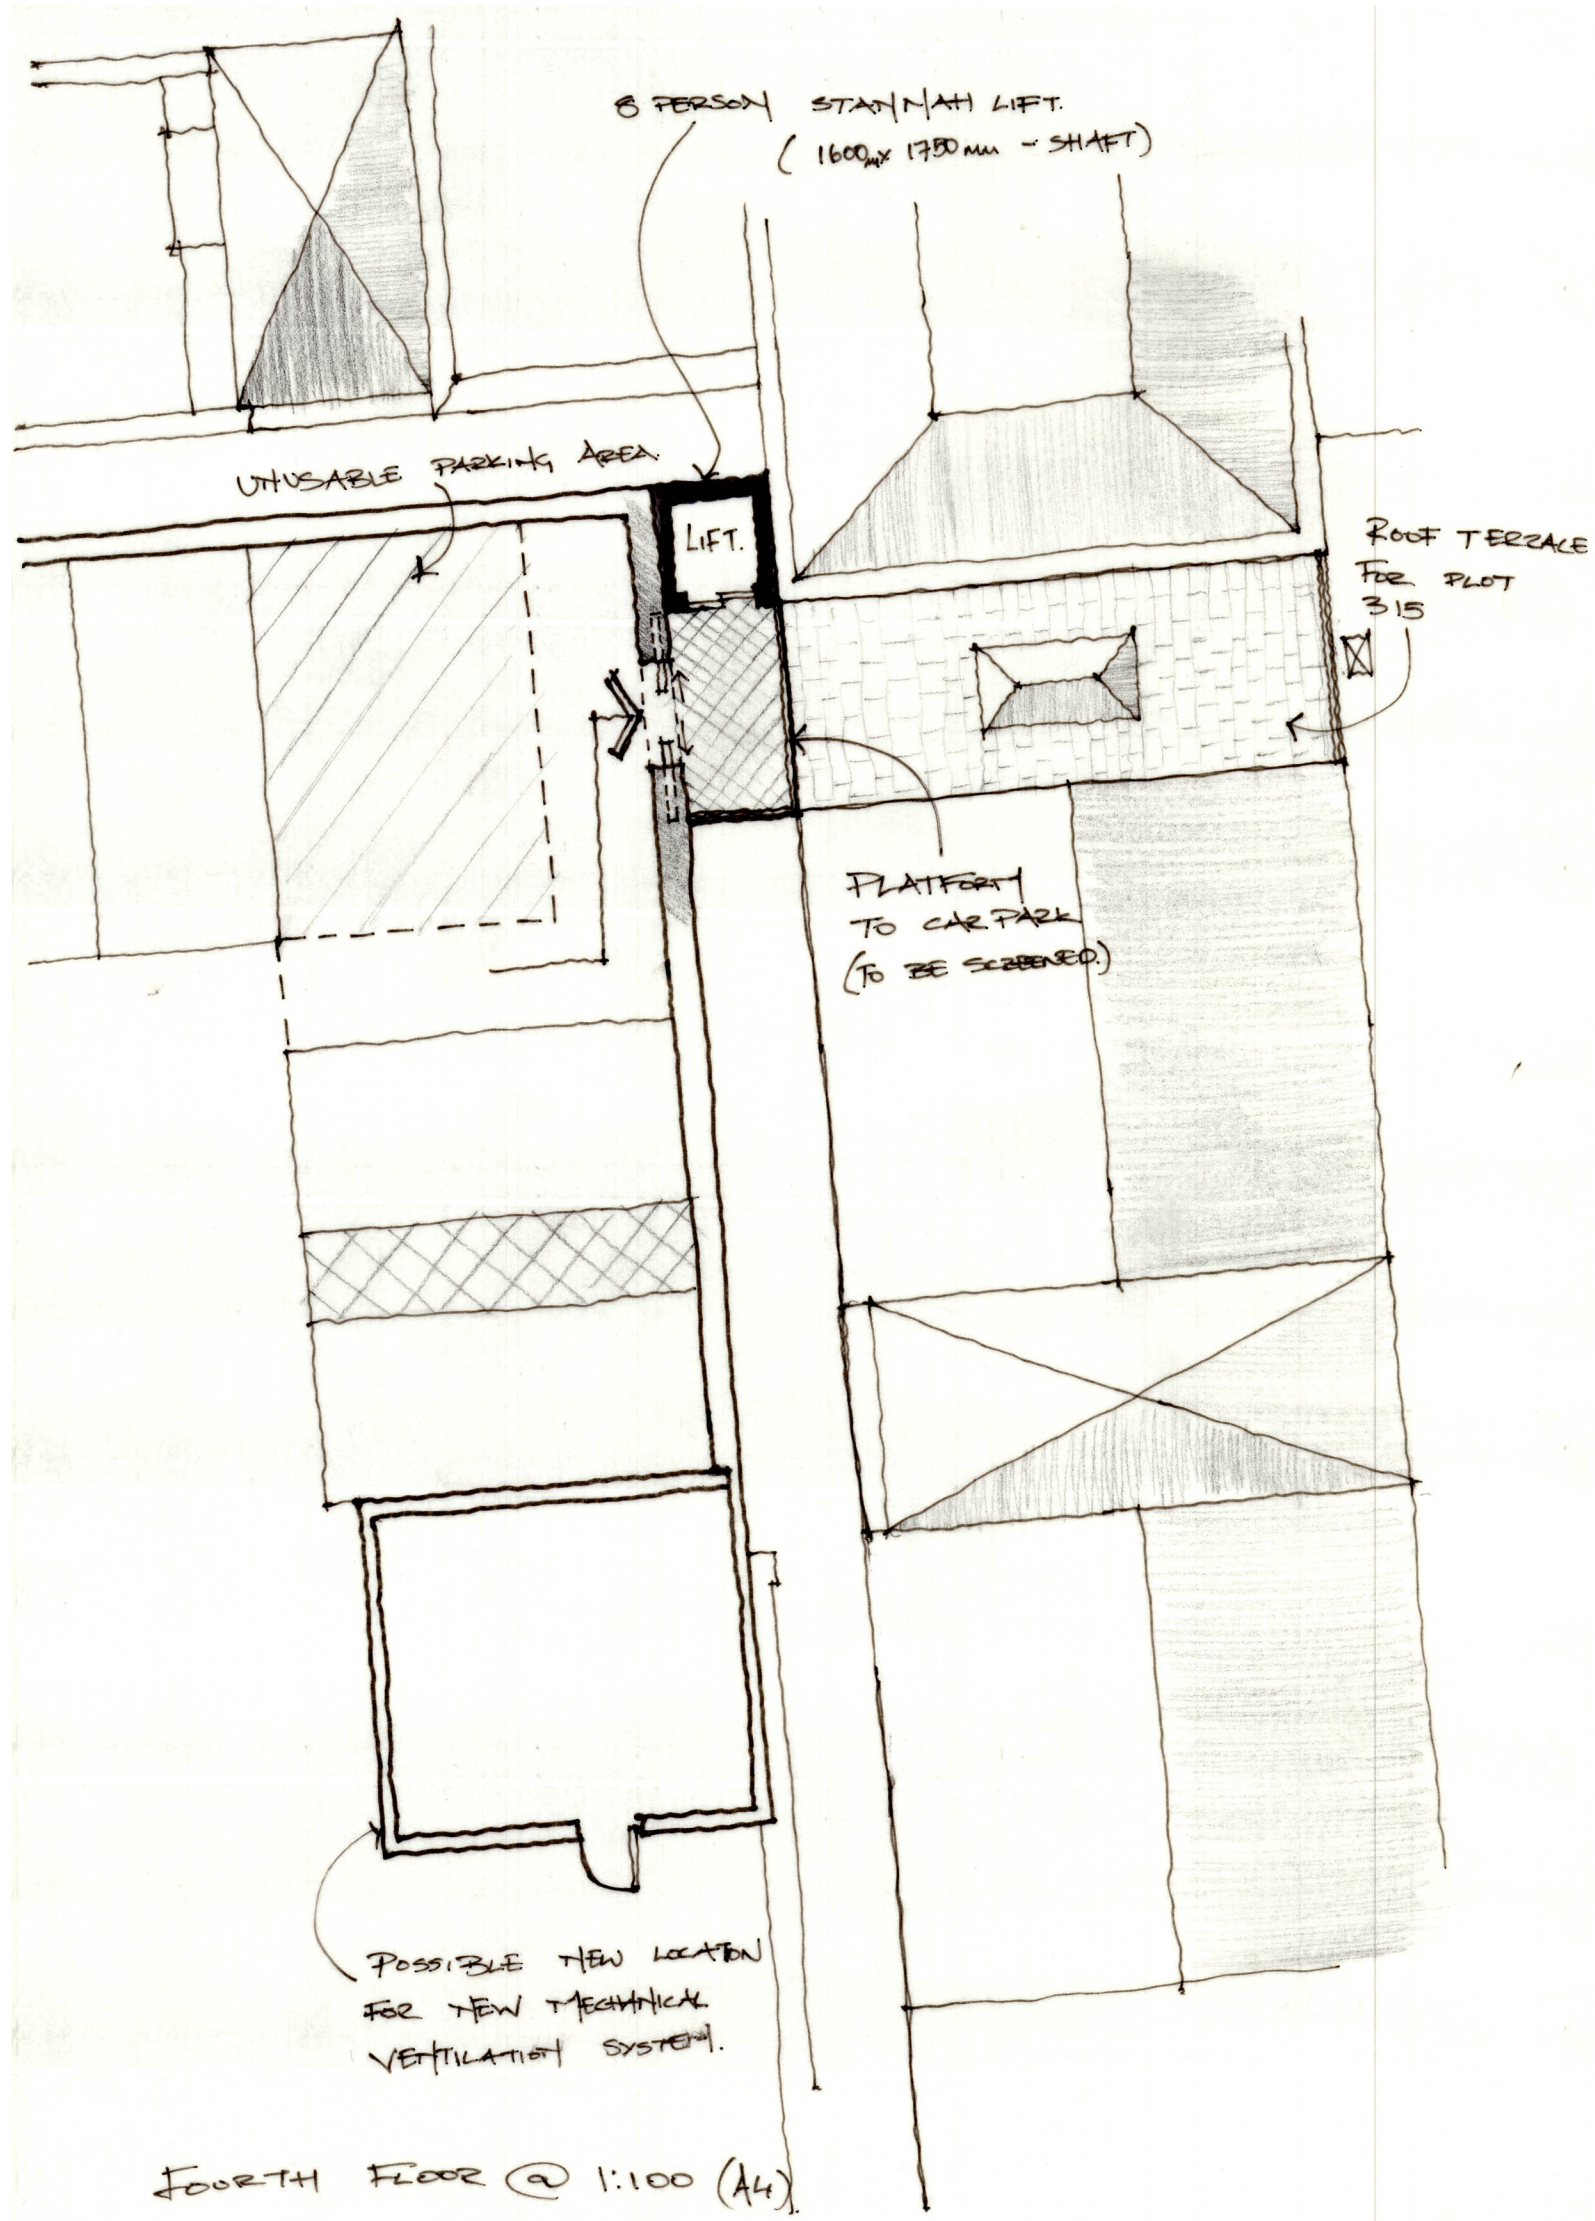 8 PERSON STANNAH LIFT.
( 1600mx 1750mm - SHAFT)
UNUSABLE PARKING AREA.
LIFT.
ROOF TERRACE
FOR PLOT
315
PLATFORM
TO CAR PARK
(TO BE SCREENED.)
POSSIBLE NEW LOCATION
FOR NEW MECHANICAL
VENTILATION SYSTEM.
FOURTH FLOOR @ 1:100 (A4)